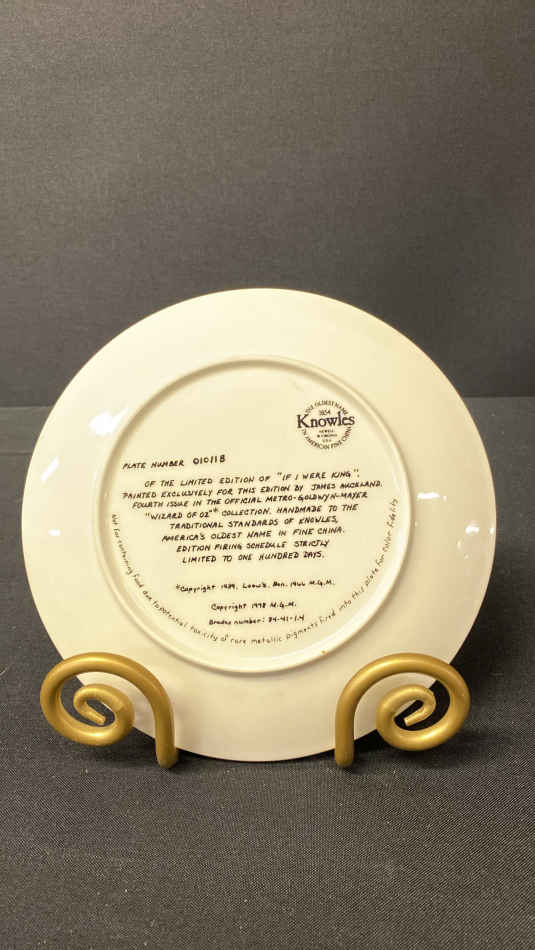 THE OLDEST NAME
1854
Knowles
NEWELL
W. VIRGINIA
U.S.A.
IN AMERICAN FINE CHINA
PLATE NUMBER 01011B
OF THE LIMITED EDITION OF "IF I WERE KING".
PAINTED EXCLUSIVELY FOR THIS EDITION BY JAMES AUCKLAND.
FOURTH ISSUE IN THE OFFICIAL METRO-GOLDWYN-MAYER
"WIZARD OF OZ"* COLLECTION. HANDMADE TO THE
TRADITIONAL STANDARDS OF KNOWLES,
AMERICA'S OLDEST NAME IN FINE CHINA.
EDITION FIRING SCHEDULE STRICTLY
LIMITED TO ONE HUNDRED DAYS.
*Copyright 1939, Loew's. Ren. 1966 M.G.M.
Copyright 1978 M.G.M.
Bradex number: 84-41-1.4
Not for containing food due to potential toxicity of rare metallic pigments fired into this plate for color fidelity